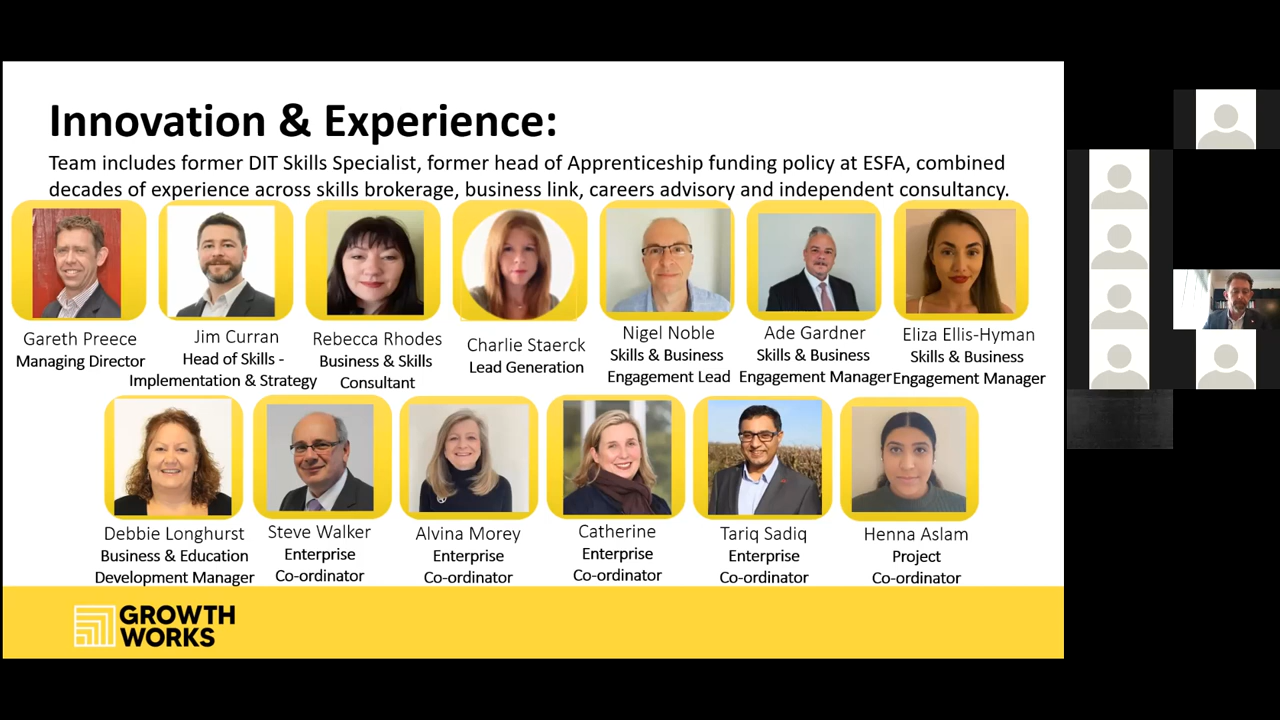 Innovation & Experience:
Team includes former DIT Skills Specialist, former head of Apprenticeship funding policy at ESFA, combined
decades of experience across skills brokerage, business link, careers advisory and independent consultancy.
Gareth Preece
Managing Director
Jim Curran
Head of Skills -
Implementation & Strategy
Rebecca Rhodes
Business & Skills
Consultant
Charlie Staerck
Lead Generation
Nigel Noble
Skills & Business
Engagement Lead
Ade Gardner
Skills & Business
Engagement Manager
Eliza Ellis-Hyman
Skills & Business
Engagement Manager
Debbie Longhurst
Business & Education
Development Manager
Steve Walker
Enterprise
Co-ordinator
Alvina Morey
Enterprise
Co-ordinator
Catherine
Enterprise
Co-ordinator
Tariq Sadiq
Enterprise
Co-ordinator
Henna Aslam
Project
Co-ordinator
GROWTH
WORKS